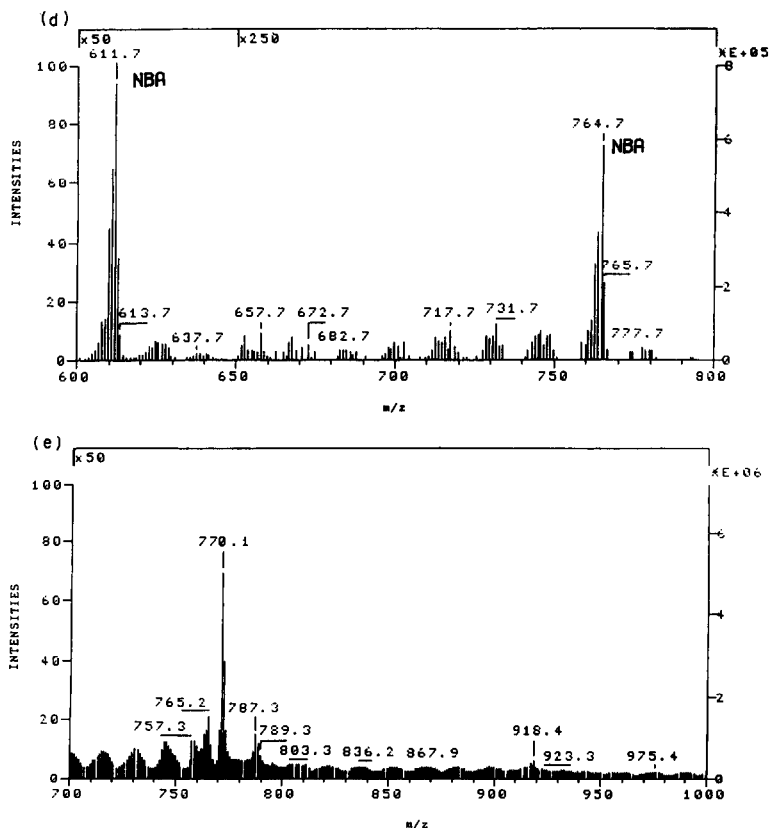 (d)
x50 x250
611.7 ×E+05
100 8
NBA
80 764.7
NBA
6
60
INTENSITIES
4
40
765.7
2
20 613.7 657.7 672.7 717.7 731.7
637.7 682.7 777.7
0 0
600 650 700 750 800
m/z
(e)
x50
100 ×E+06
6
80 770.1
60
4
INTENSITIES
40
765.2 787.3 2
20 757.3 789.3 918.4
803.3 836.2 867.9 923.3 975.4
0 0
700 750 800 840 900 950 1000
m/z